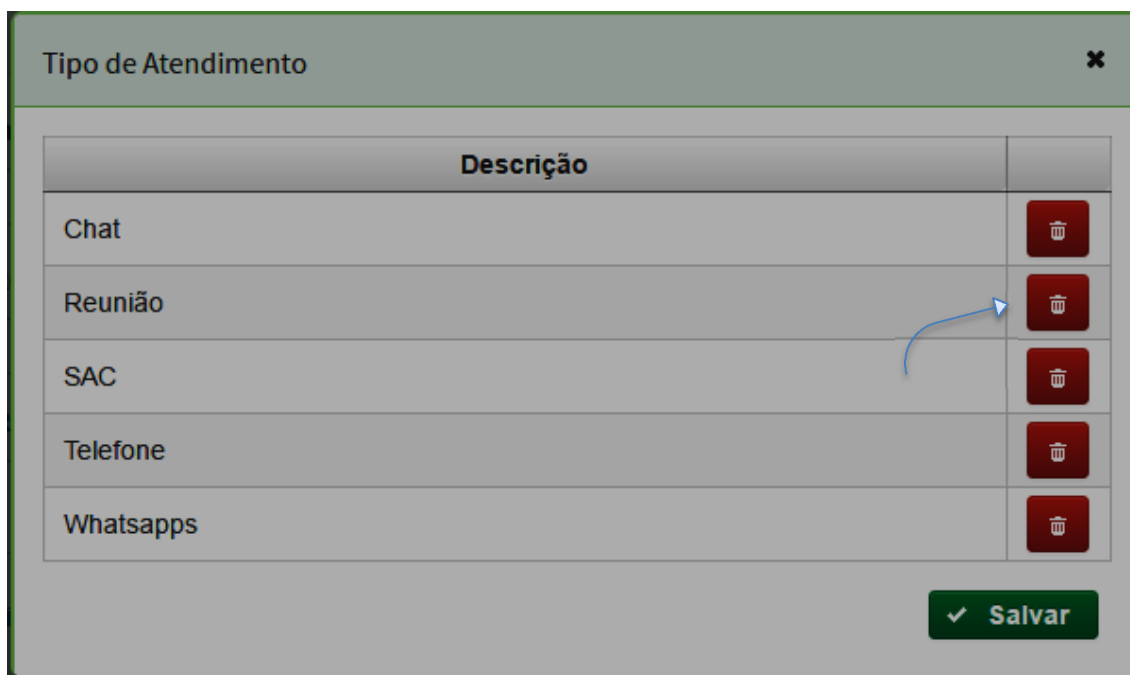 Tipo de Atendimento
Descrição
Chat
Reunião
SAC
Telefone
Whatsapps
Salvar